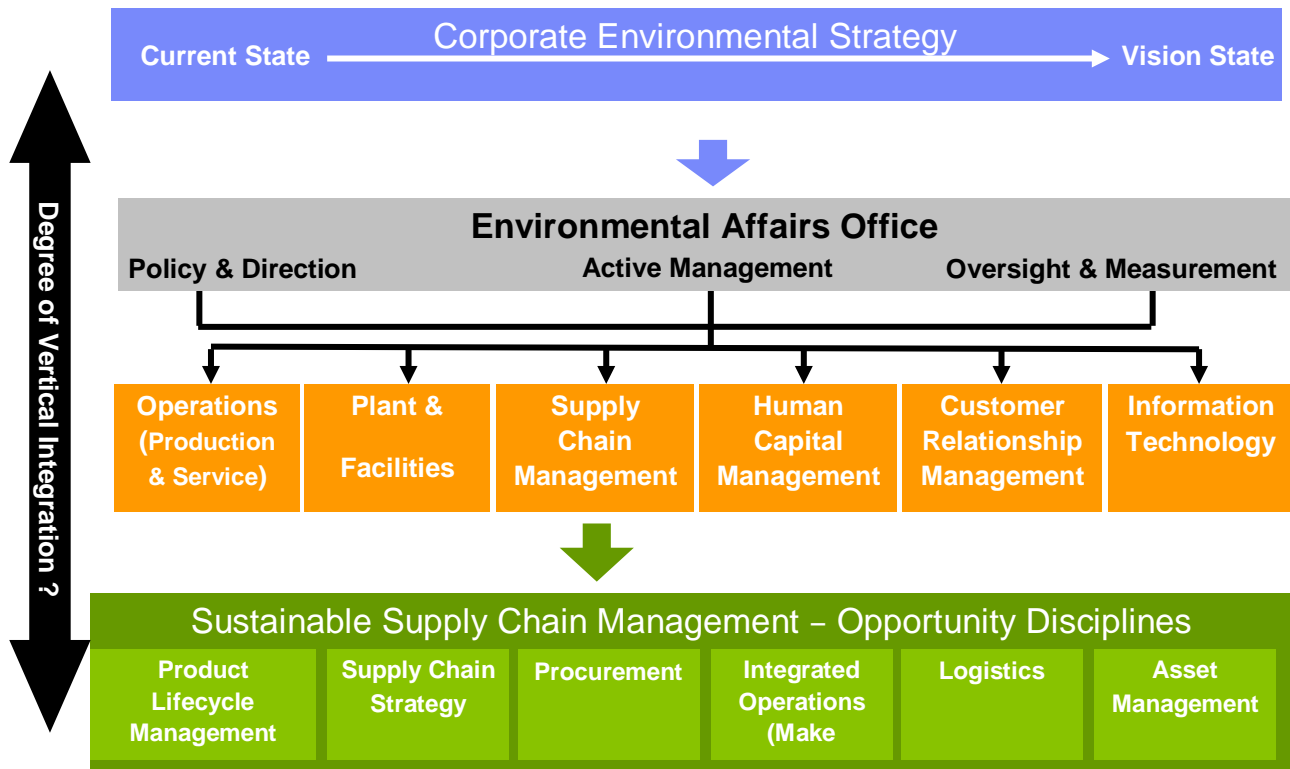 Corporate Environmental Strategy
Current State
Vision State
Degree of Vertical Integration ?
Environmental Affairs Office
Policy & Direction
Active Management
Oversight & Measurement
Operations
(Production
& Service)
Plant &
Facilities
Supply
Chain
Management
Human
Capital
Management
Customer
Relationship
Management
Information
Technology
Sustainable Supply Chain Management – Opportunity Disciplines
Product
Lifecycle
Management
Supply Chain
Strategy
Procurement
Integrated
Operations
(Make
Logistics
Asset
Management